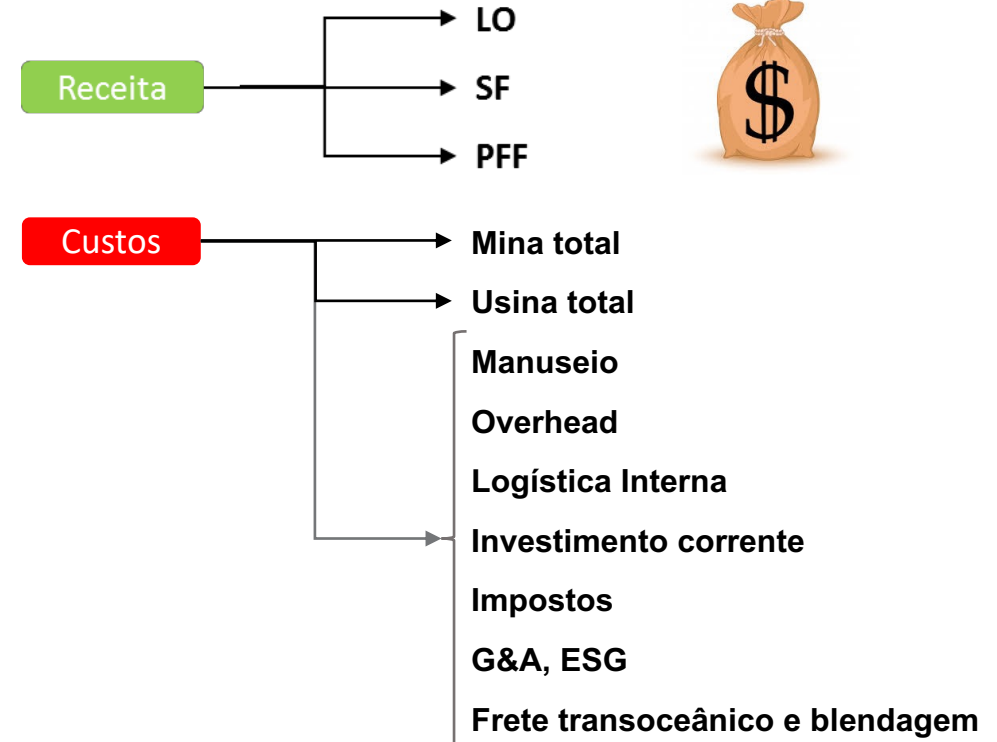 Receita
LO
SF
PFF
$
Custos
Mina total
Usina total
Manuseio
Overhead
Logística Interna
Investimento corrente
Impostos
G&A, ESG
Frete transoceânico e blendagem